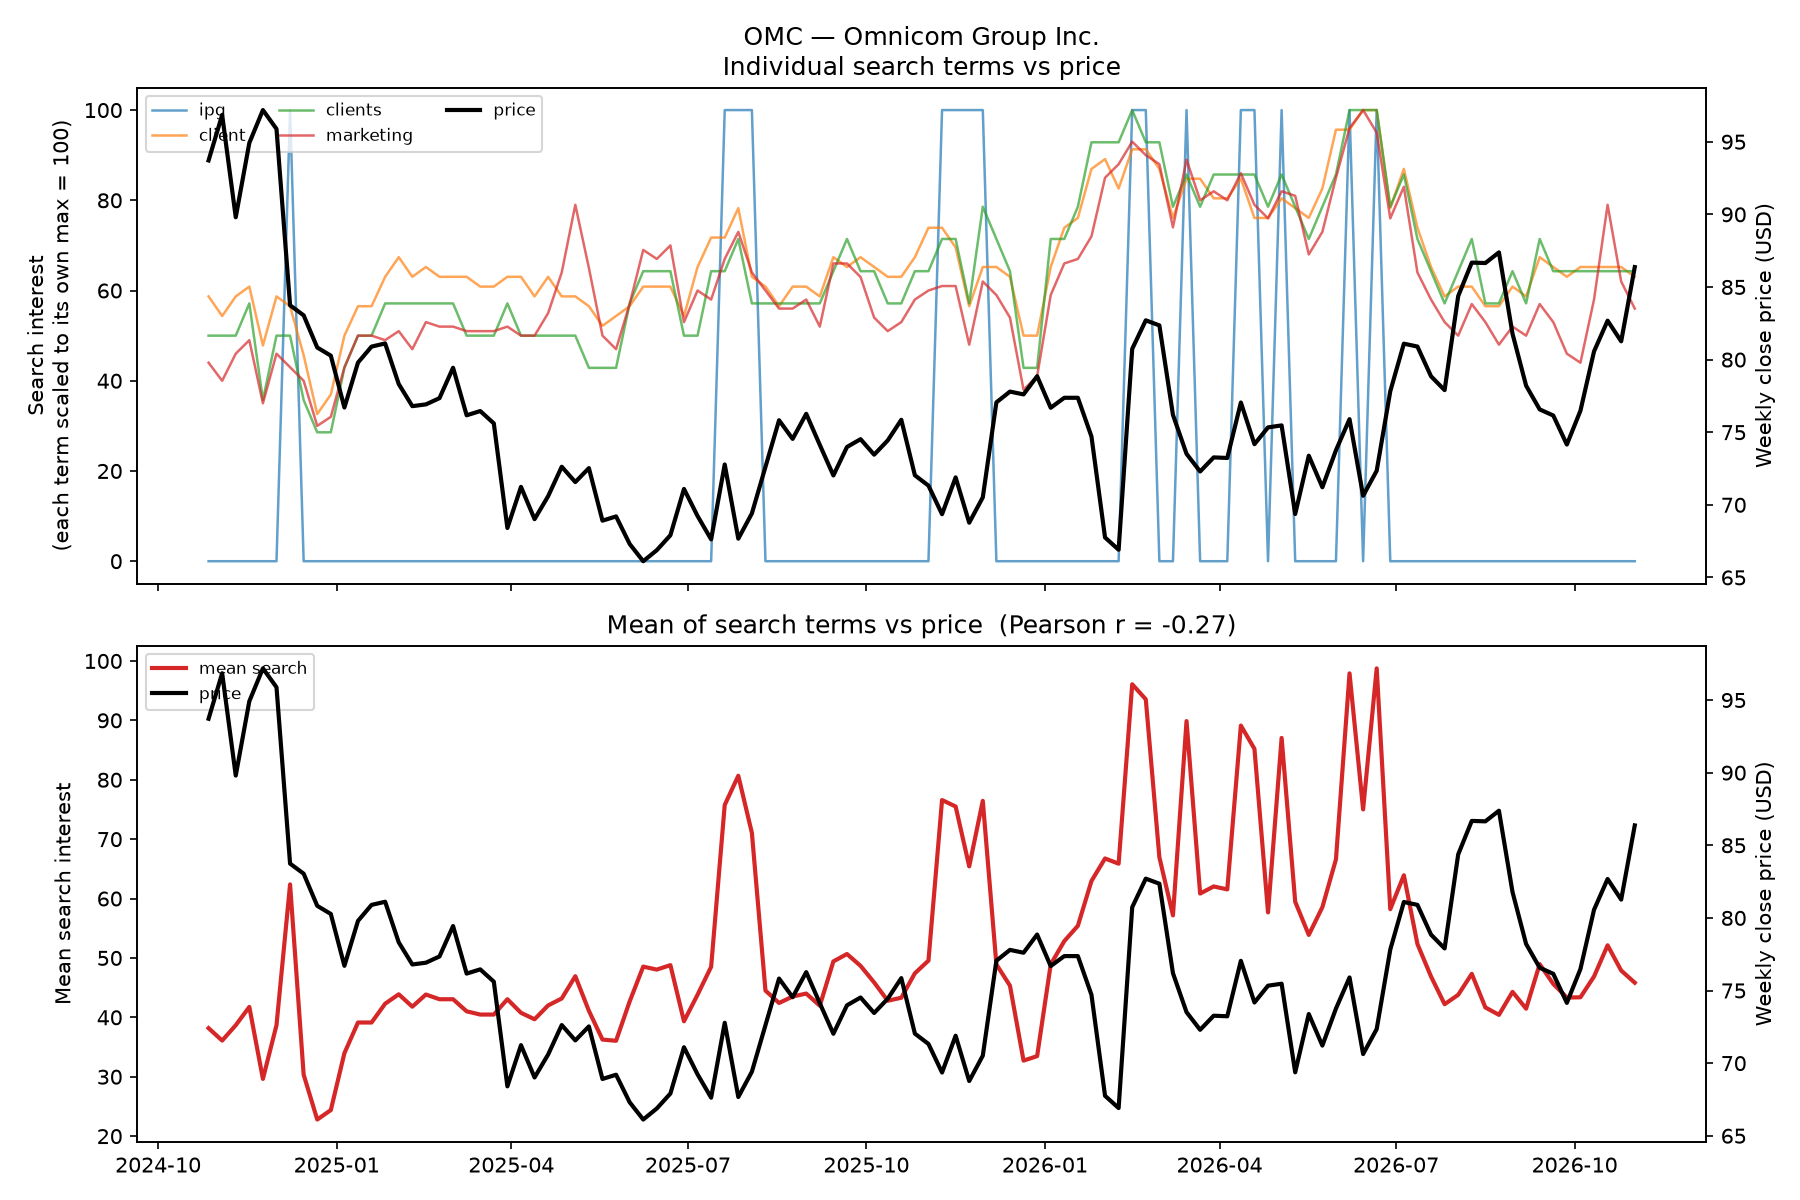 OMC — Omnicom Group Inc.
Individual search terms vs price
ipg
client
clients
marketing
price
100
80
60
40
20
0
Search interest
(each term scaled to its own max = 100)
95
90
85
80
75
70
65
Weekly close price (USD)
Mean of search terms vs price (Pearson r = -0.27)
mean search
price
100
90
80
70
60
50
40
30
20
Mean search interest
95
90
85
80
75
70
65
Weekly close price (USD)
2024-10 2025-01 2025-04 2025-07 2025-10 2026-01 2026-04 2026-07 2026-10